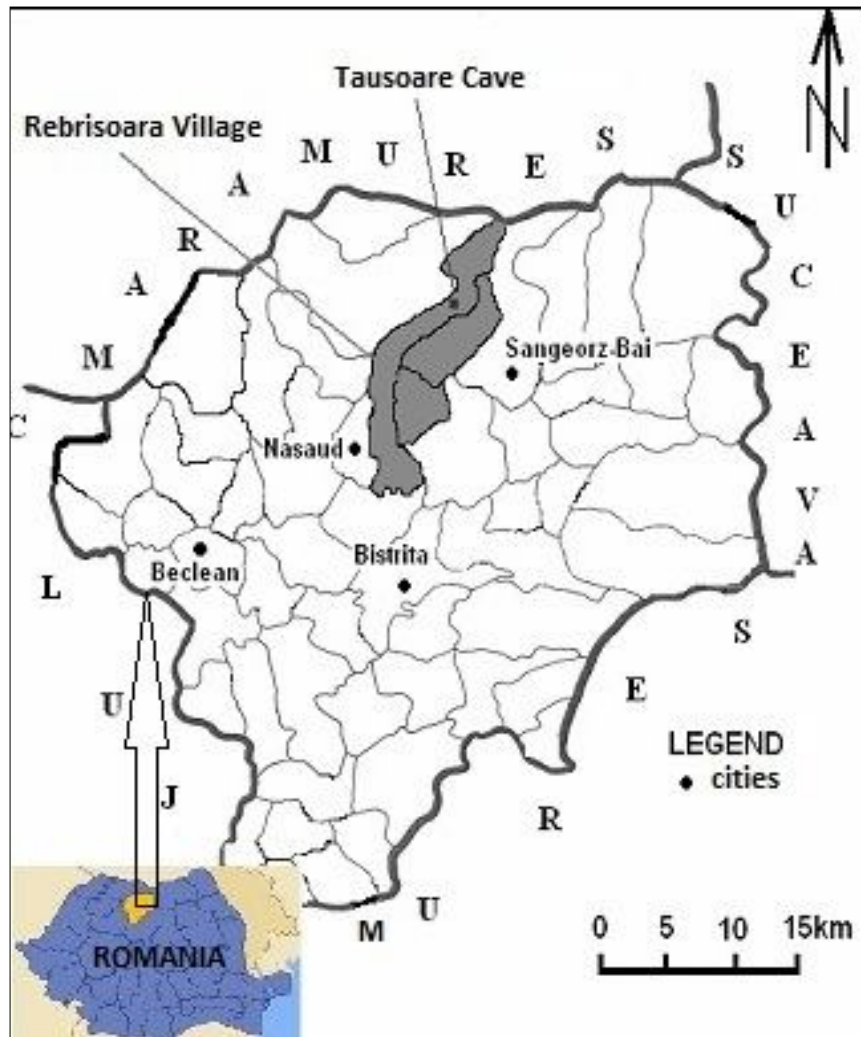 Tausoare Cave
Rebrisoara Village
N
M A R A M U R E S
S U C E A V A
Sangeorz-Bai
Nasaud
Beclean
Bistrita
C L U J
M U R E S
LEGEND
cities
0 5 10 15km
ROMANIA